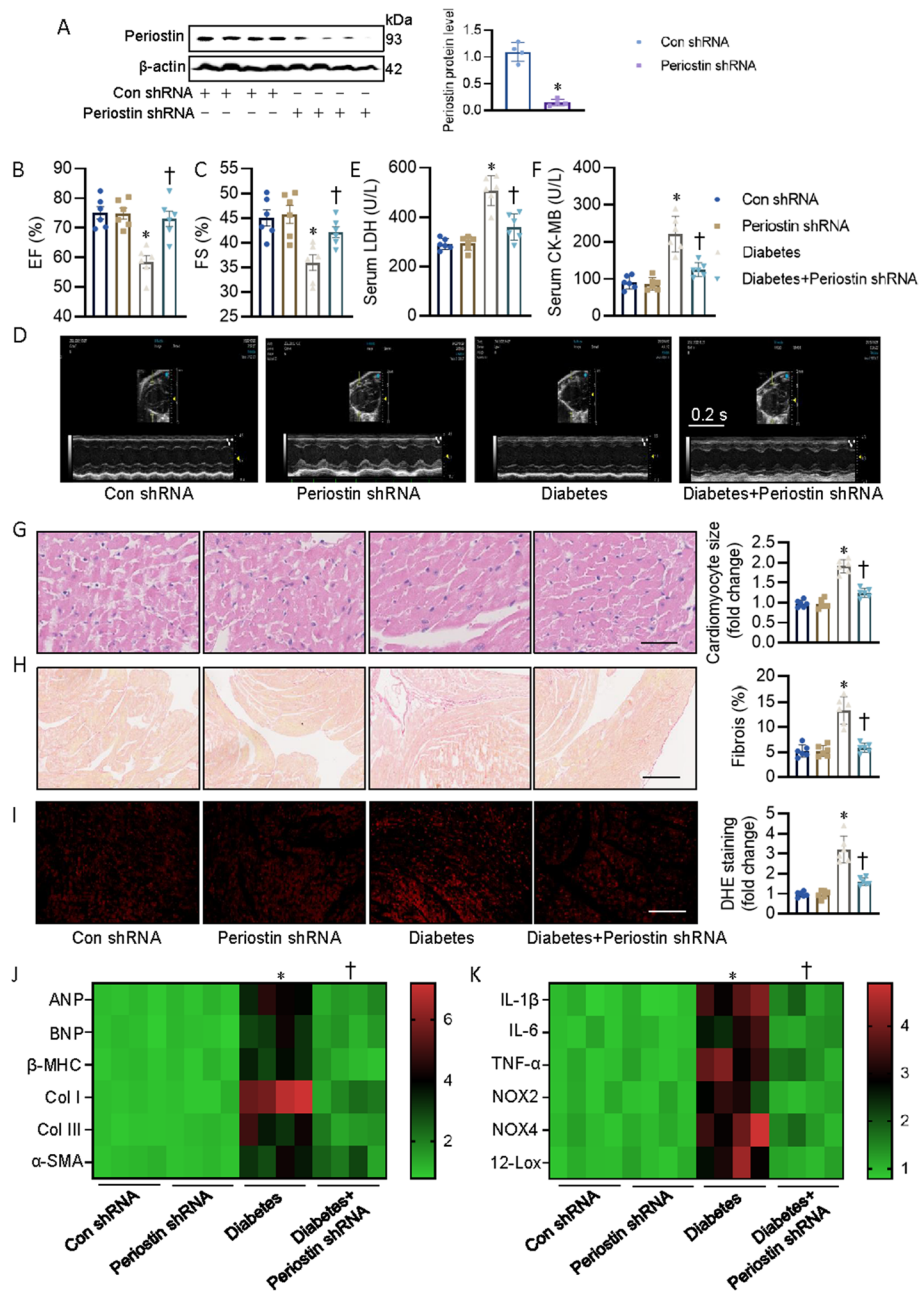 A
kDa
Periostin
93
β-actin
42
Con shRNA + + + + − − − −
Periostin shRNA − − − − + + + +
Periostin protein level
1.5
1.0
0.5
0.0
*
Con shRNA
Periostin shRNA
B
EF (%)
90
80
70
60
50
40
*
†
C
FS (%)
55
50
45
40
35
30
25
*
†
E
Serum LDH (U/L)
600
400
200
0
*
†
F
Serum CK-MB (U/L)
400
300
200
100
0
*
†
Con shRNA
Periostin shRNA
Diabetes
Diabetes+Periostin shRNA
D
0.2 s
Con shRNA
Periostin shRNA
Diabetes
Diabetes+Periostin shRNA
G
Cardiomyocyte size
(fold change)
2.5
2.0
1.5
1.0
0.5
0.0
*
†
H
Fibrois (%)
20
15
10
5
0
*
†
I
DHE staining
(fold change)
5
4
3
2
1
0
*
†
Con shRNA
Periostin shRNA
Diabetes
Diabetes+Periostin shRNA
J
*
†
ANP
BNP
β-MHC
Col I
Col III
α-SMA
6
4
2
Con shRNA
Periostin shRNA
Diabetes
Diabetes+
Periostin shRNA
K
*
†
IL-1β
IL-6
TNF-α
NOX2
NOX4
12-Lox
4
3
2
1
Con shRNA
Periostin shRNA
Diabetes
Diabetes+
Periostin shRNA